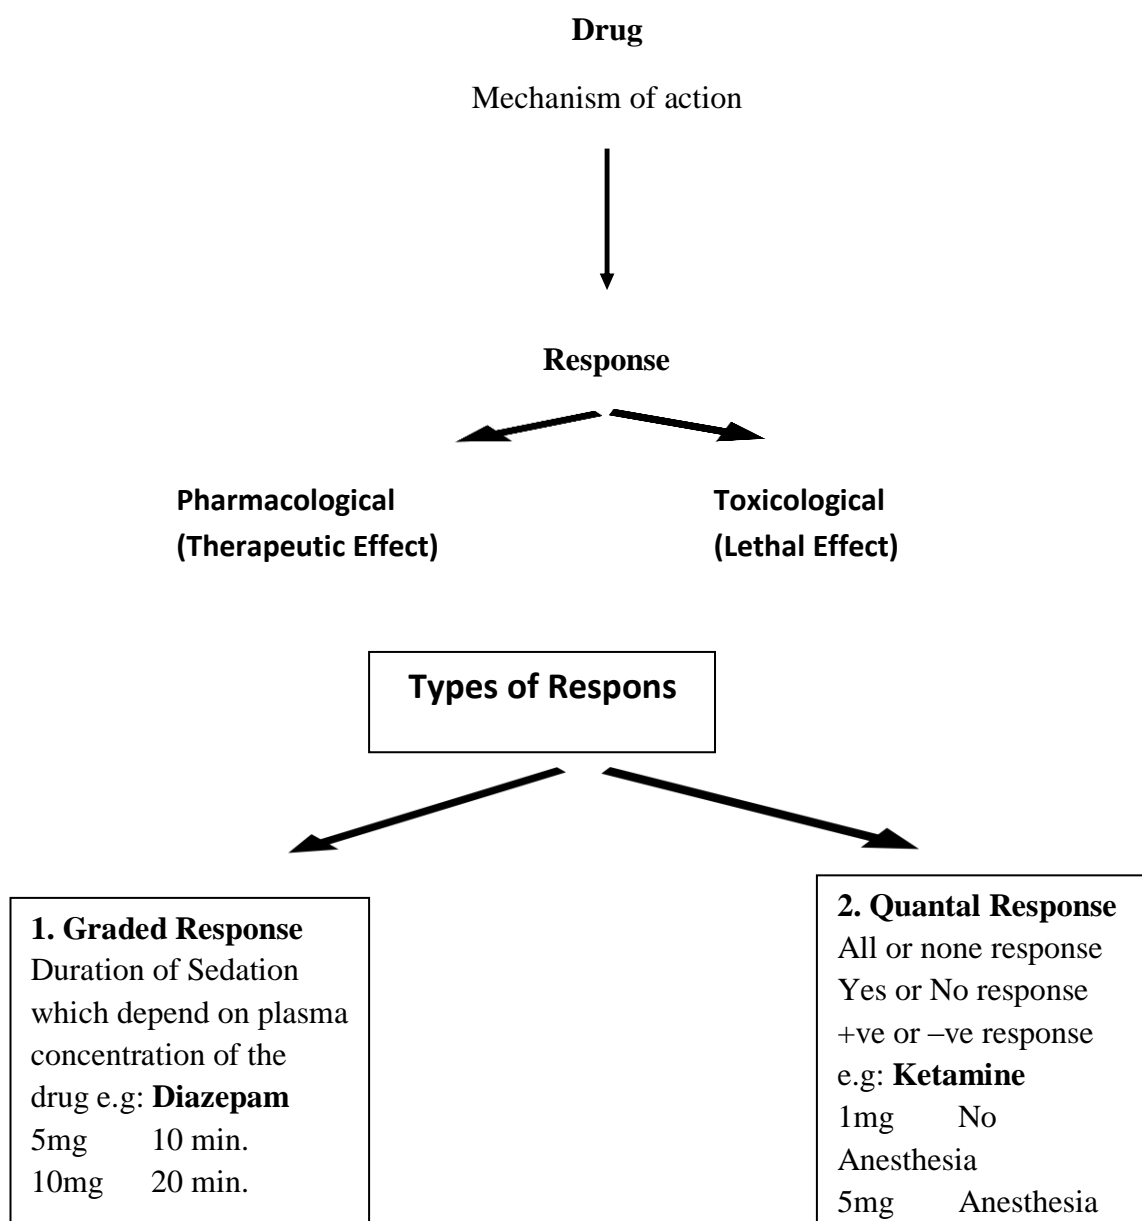 Drug
Mechanism of action
Response
Pharmacological
(Therapeutic Effect)
Toxicological
(Lethal Effect)
Types of Respons
1. Graded Response
Duration of Sedation
which depend on plasma
concentration of the
drug e.g: Diazepam
5mg 10 min.
10mg 20 min.
2. Quantal Response
All or none response
Yes or No response
+ve or –ve response
e.g: Ketamine
1mg No
Anesthesia
5mg Anesthesia